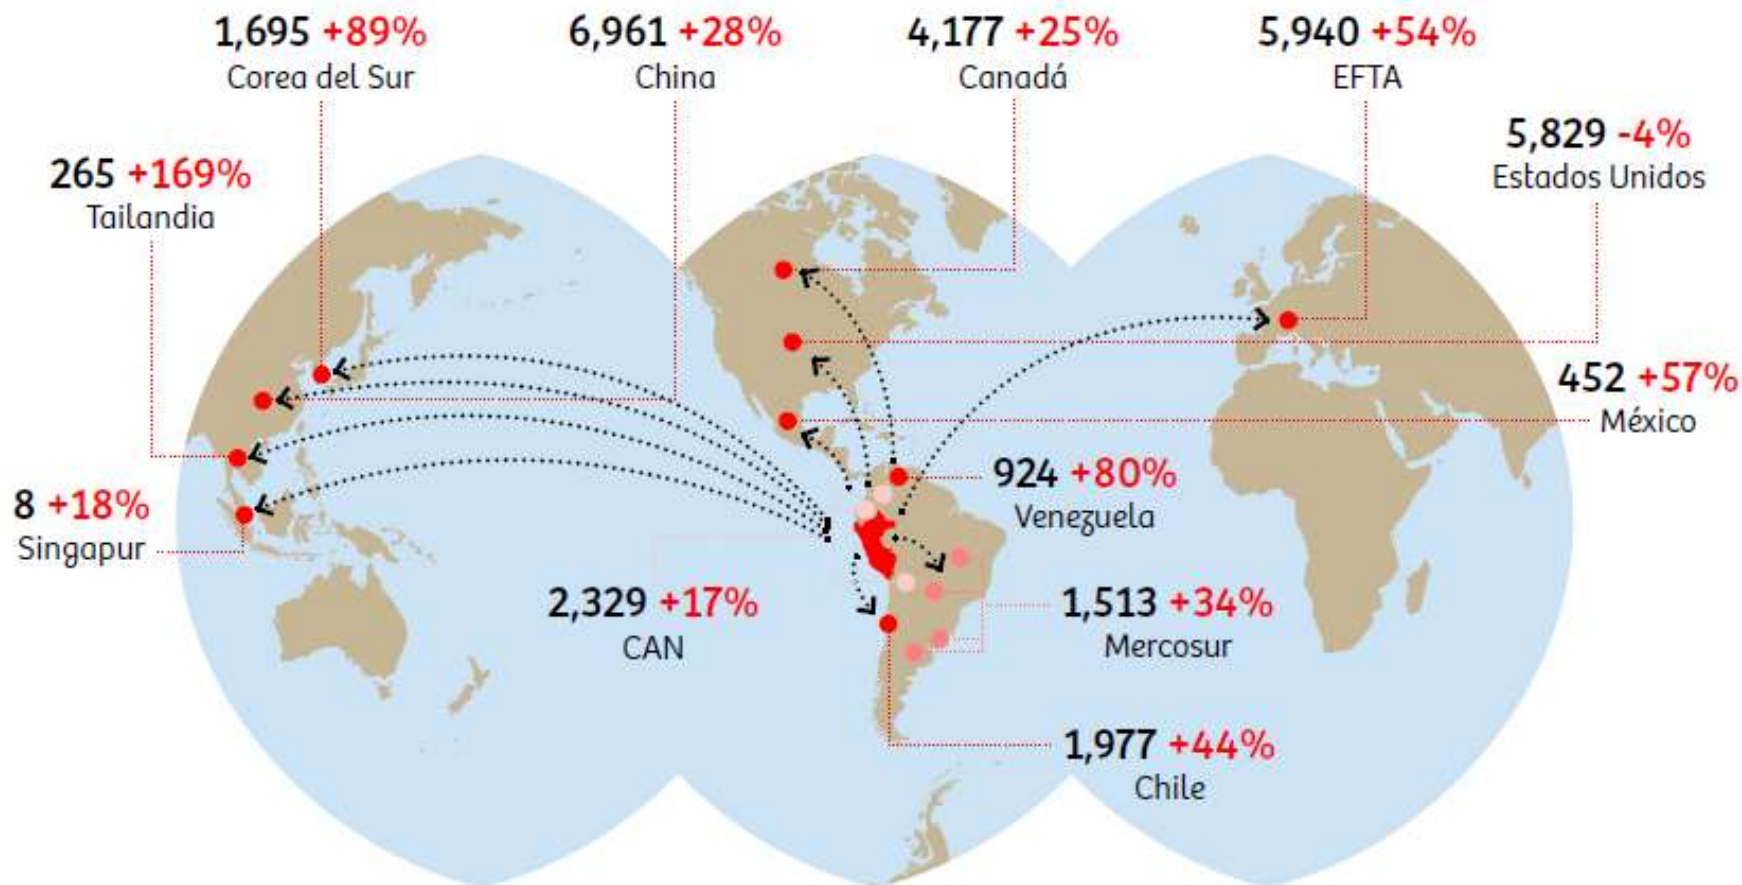 1,695 +89%
Corea del Sur
6,961 +28%
China
4,177 +25%
Canadá
5,940 +54%
EFTA
5,829 -4%
Estados Unidos
265 +169%
Tailandia
452 +57%
México
924 +80%
Venezuela
8 +18%
Singapur
2,329 +17%
CAN
1,513 +34%
Mercosur
1,977 +44%
Chile